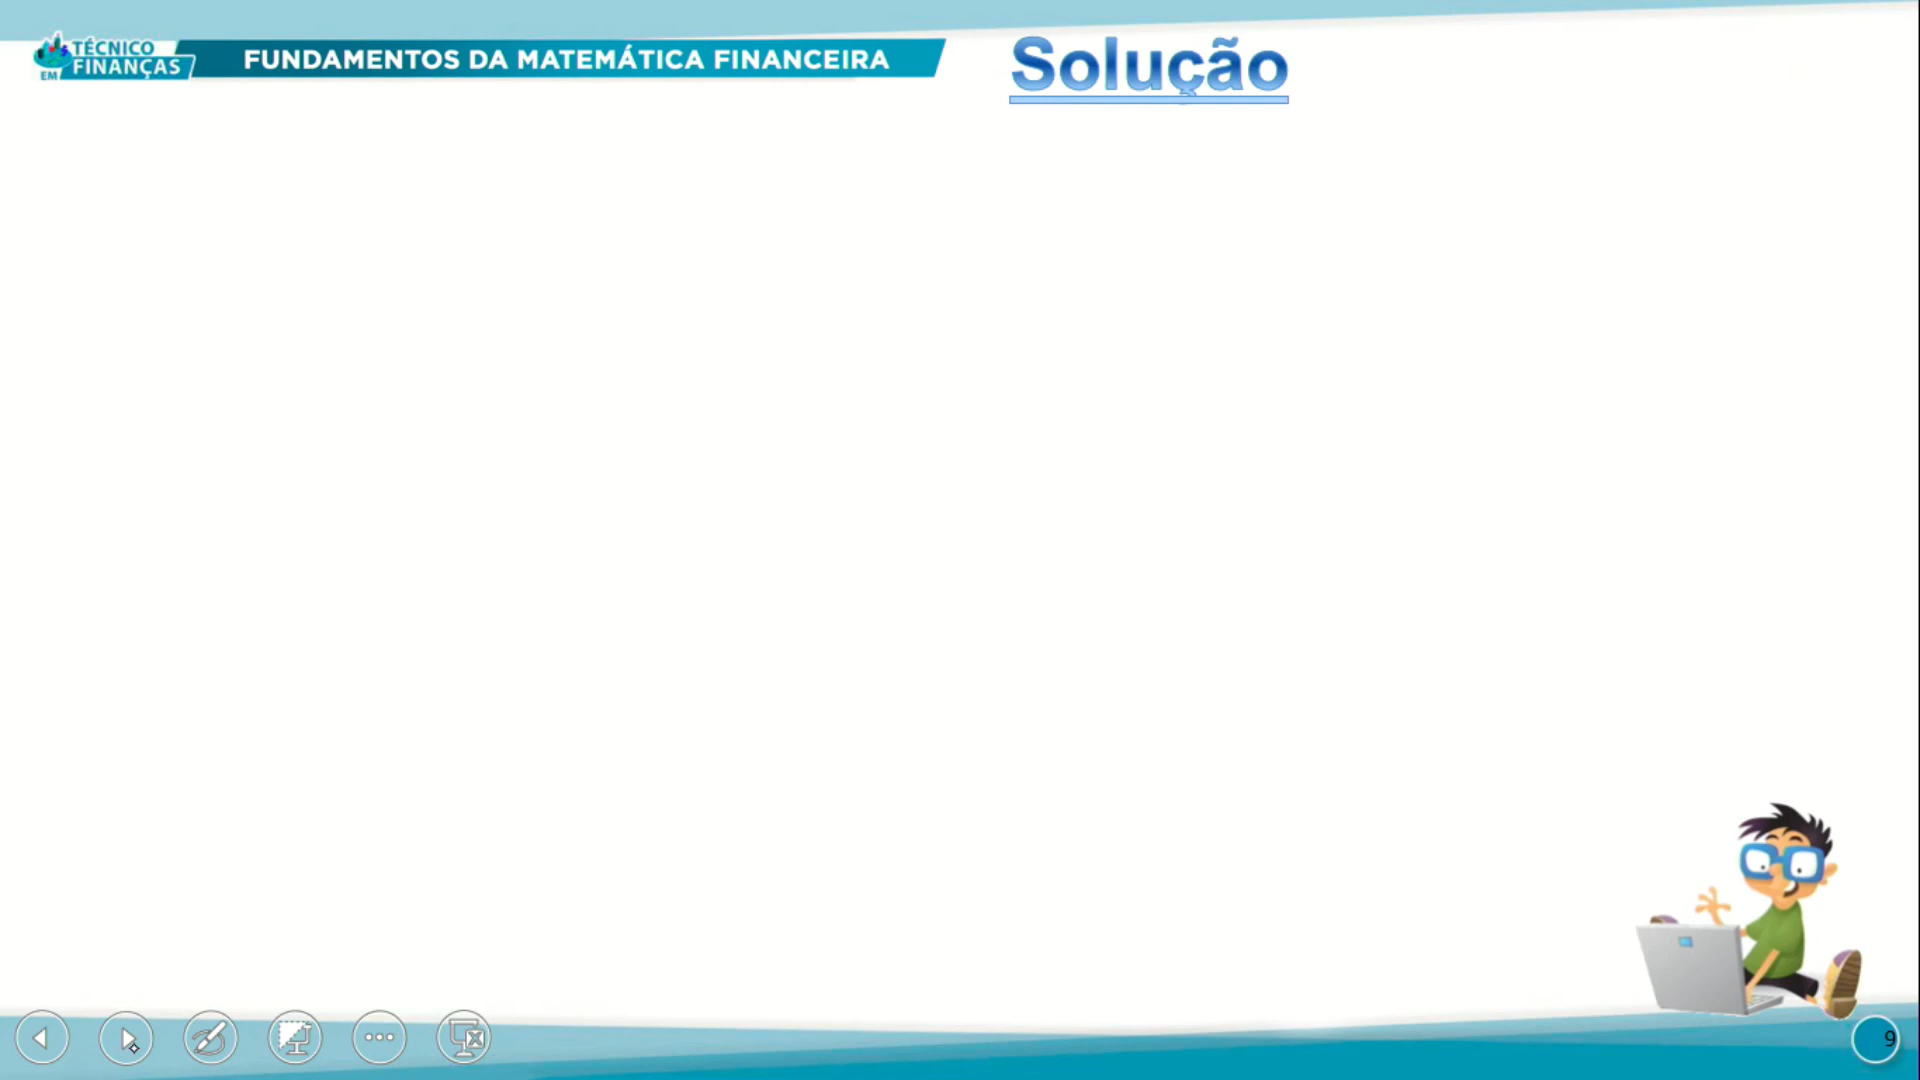 TÉCNICO
EM FINANÇAS
FUNDAMENTOS DA MATEMÁTICA FINANCEIRA
Solução
9